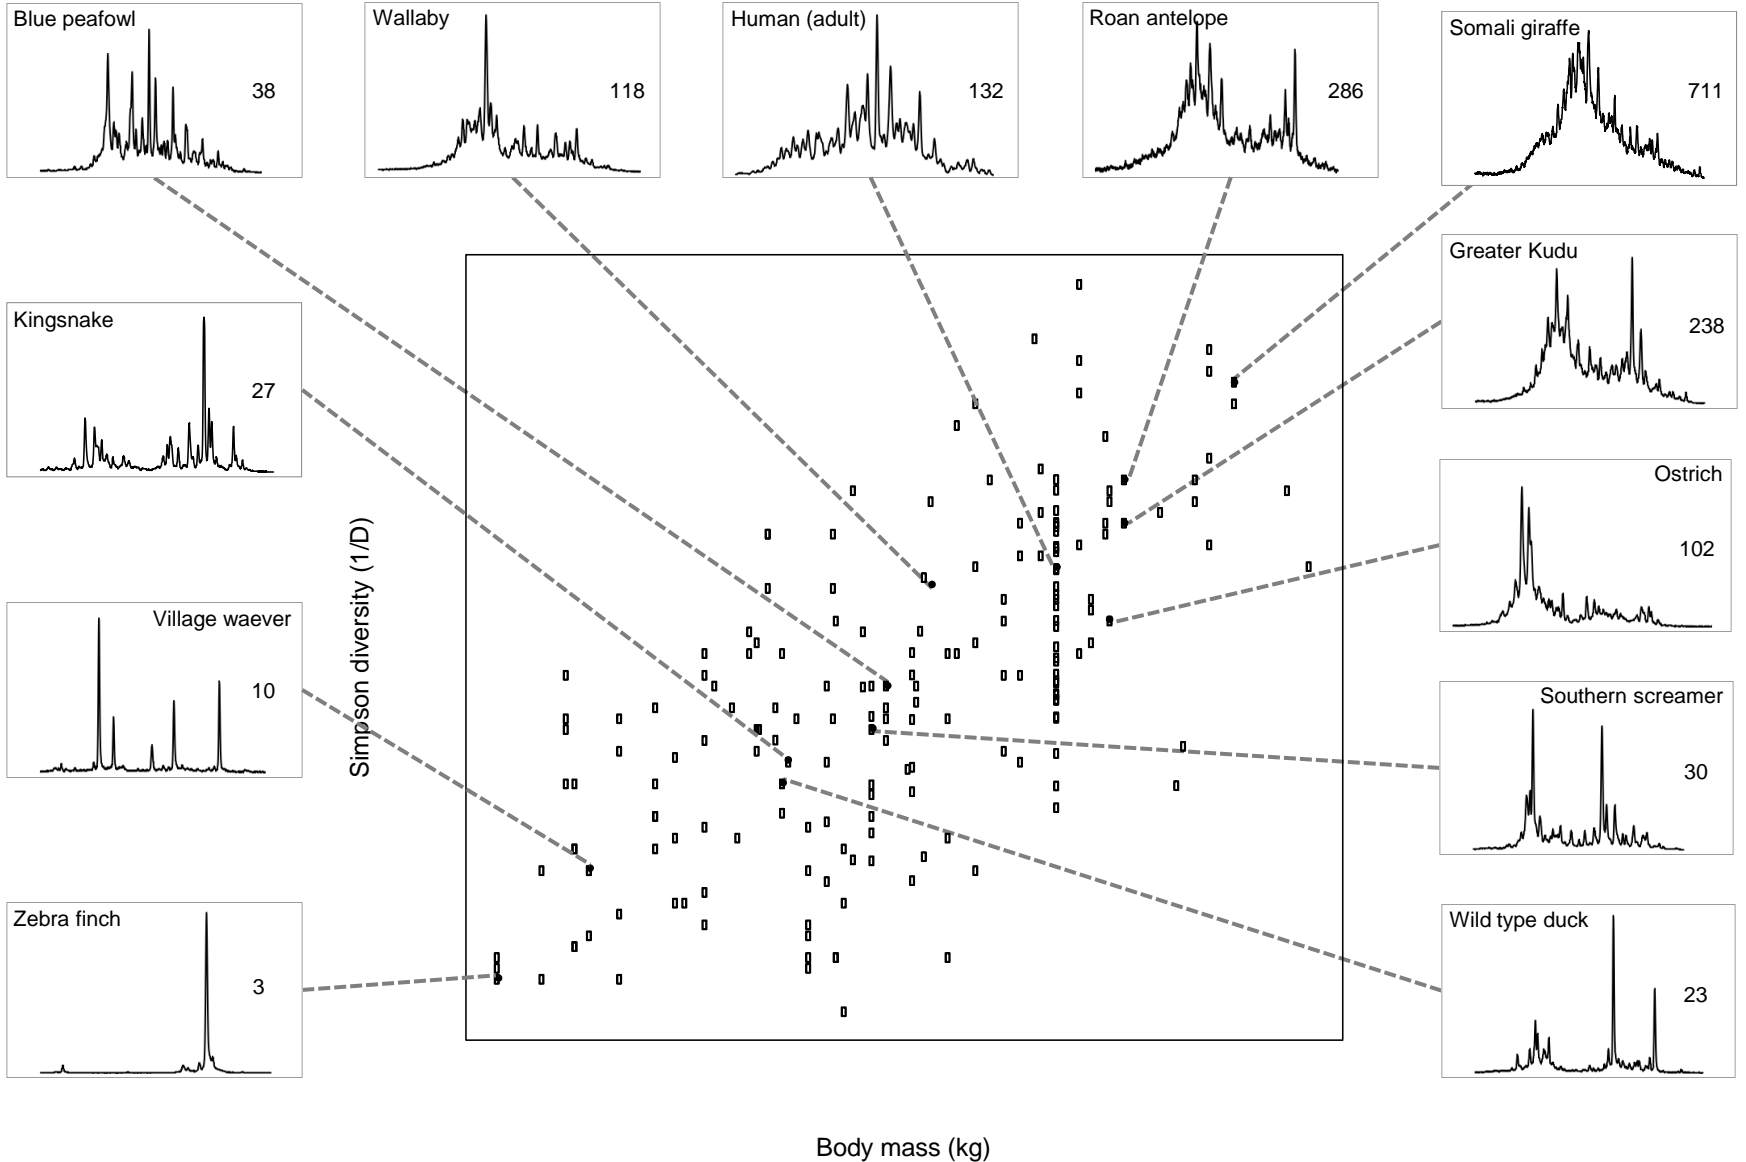 Blue peafowl
38
Wallaby
118
Human (adult)
132
Roan antelope
286
Somali giraffe
711
Greater Kudu
238
Kingsnake
27
Ostrich
102
Simpson diversity (1/D)
Village waever
10
Southern screamer
30
Zebra finch
3
Wild type duck
23
Body mass (kg)